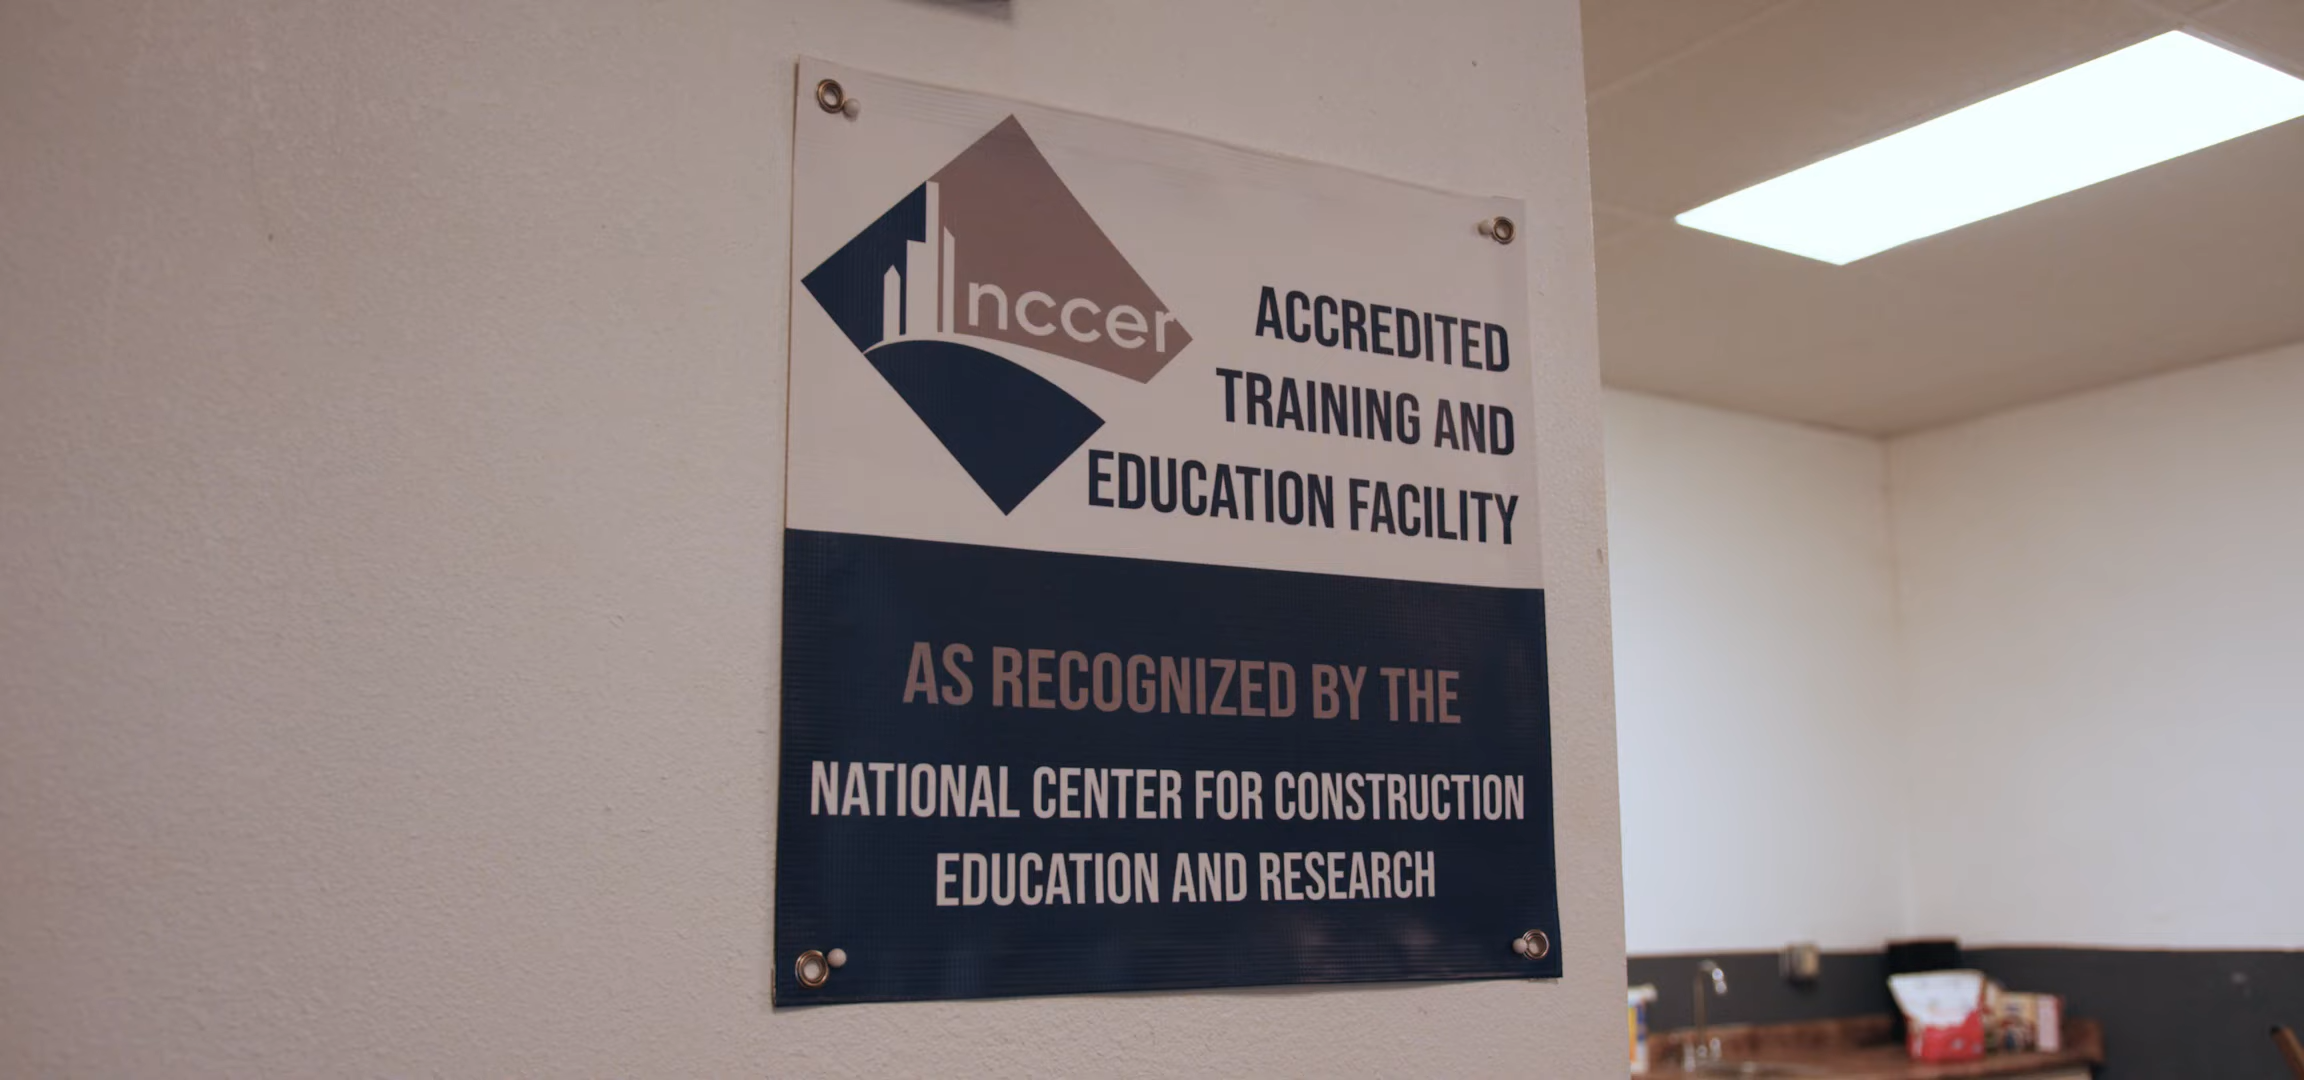 nccer
ACCREDITED
TRAINING AND
EDUCATION FACILITY
AS RECOGNIZED BY THE
NATIONAL CENTER FOR CONSTRUCTION
EDUCATION AND RESEARCH